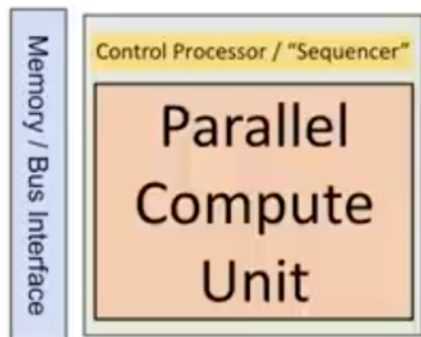 Memory / Bus Interface
Control Processor / “Sequencer”
Parallel
Compute
Unit